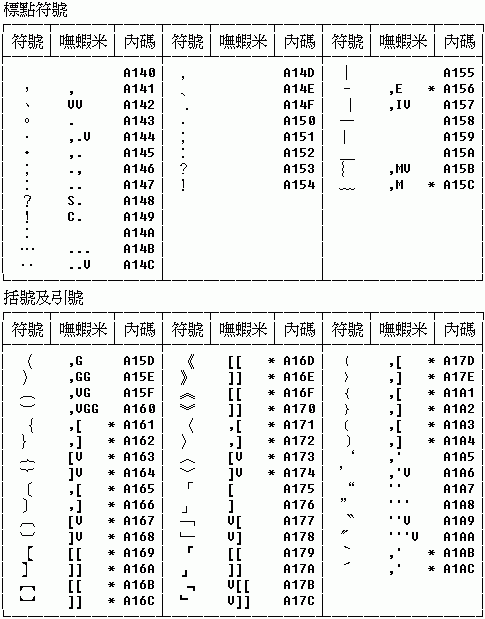 標點符號
符號 嘸蝦米 內碼 符號 嘸蝦米 內碼 符號 嘸蝦米 內碼
A140 ， A14D ︱ A155
， , A141 、 A14E – ,E * A156
、 VV A142 ． A14F ｜ ,IV A157
。 . A143 . A150 — A158
． ,.V A144 ; A151 ｜ A159
‧ ,. A145 : A152 ＿ A15A
； ., A146 ? A153 ﹛ ,MV A15B
： .. A147 ! A154 ﹏ ,M * A15C
？ S. A148
！ C. A149
︰ A14A
… ... A14B
‥ ..V A14C
括號及引號
符號 嘸蝦米 內碼 符號 嘸蝦米 內碼 符號 嘸蝦米 內碼
（ ,G A15D 《 [[ * A16D ( ,[ * A17D
） ,GG A15E 》 ]] * A16E ) ,] * A17E
︵ ,VG A15F ︽ [[ * A16F { ,[ * A1A1
︶ ,VGG A160 ︾ ]] * A170 } ,] * A1A2
｛ ,[ * A161 〈 ,[ * A171 〔 ,[ * A1A3
｝ ,] * A162 〉 ,] * A172 〕 ,] * A1A4
︷ [V * A163 ︿ [V * A173 ‘ ,' A1A5
︸ ]V * A164 ﹀ ]V * A174 ’ ,'V A1A6
〔 ,[ * A165 「 [ A175 “ '' A1A7
〕 ,] * A166 」 ] A176 ” ''' A1A8
︹ [V * A167 ﹁ V[ A177 〝 ''V A1A9
︺ ]V * A168 ﹂ V] A178 〞 '''V A1AA
【 [[ * A169 『 [[ A179 ‵ ,' * A1AB
】 ]] * A16A 』 ]] A17A ′ ,' * A1AC
︻ [[ * A16B ﹃ V[[ A17B
︼ ]] * A16C ﹄ V]] A17C